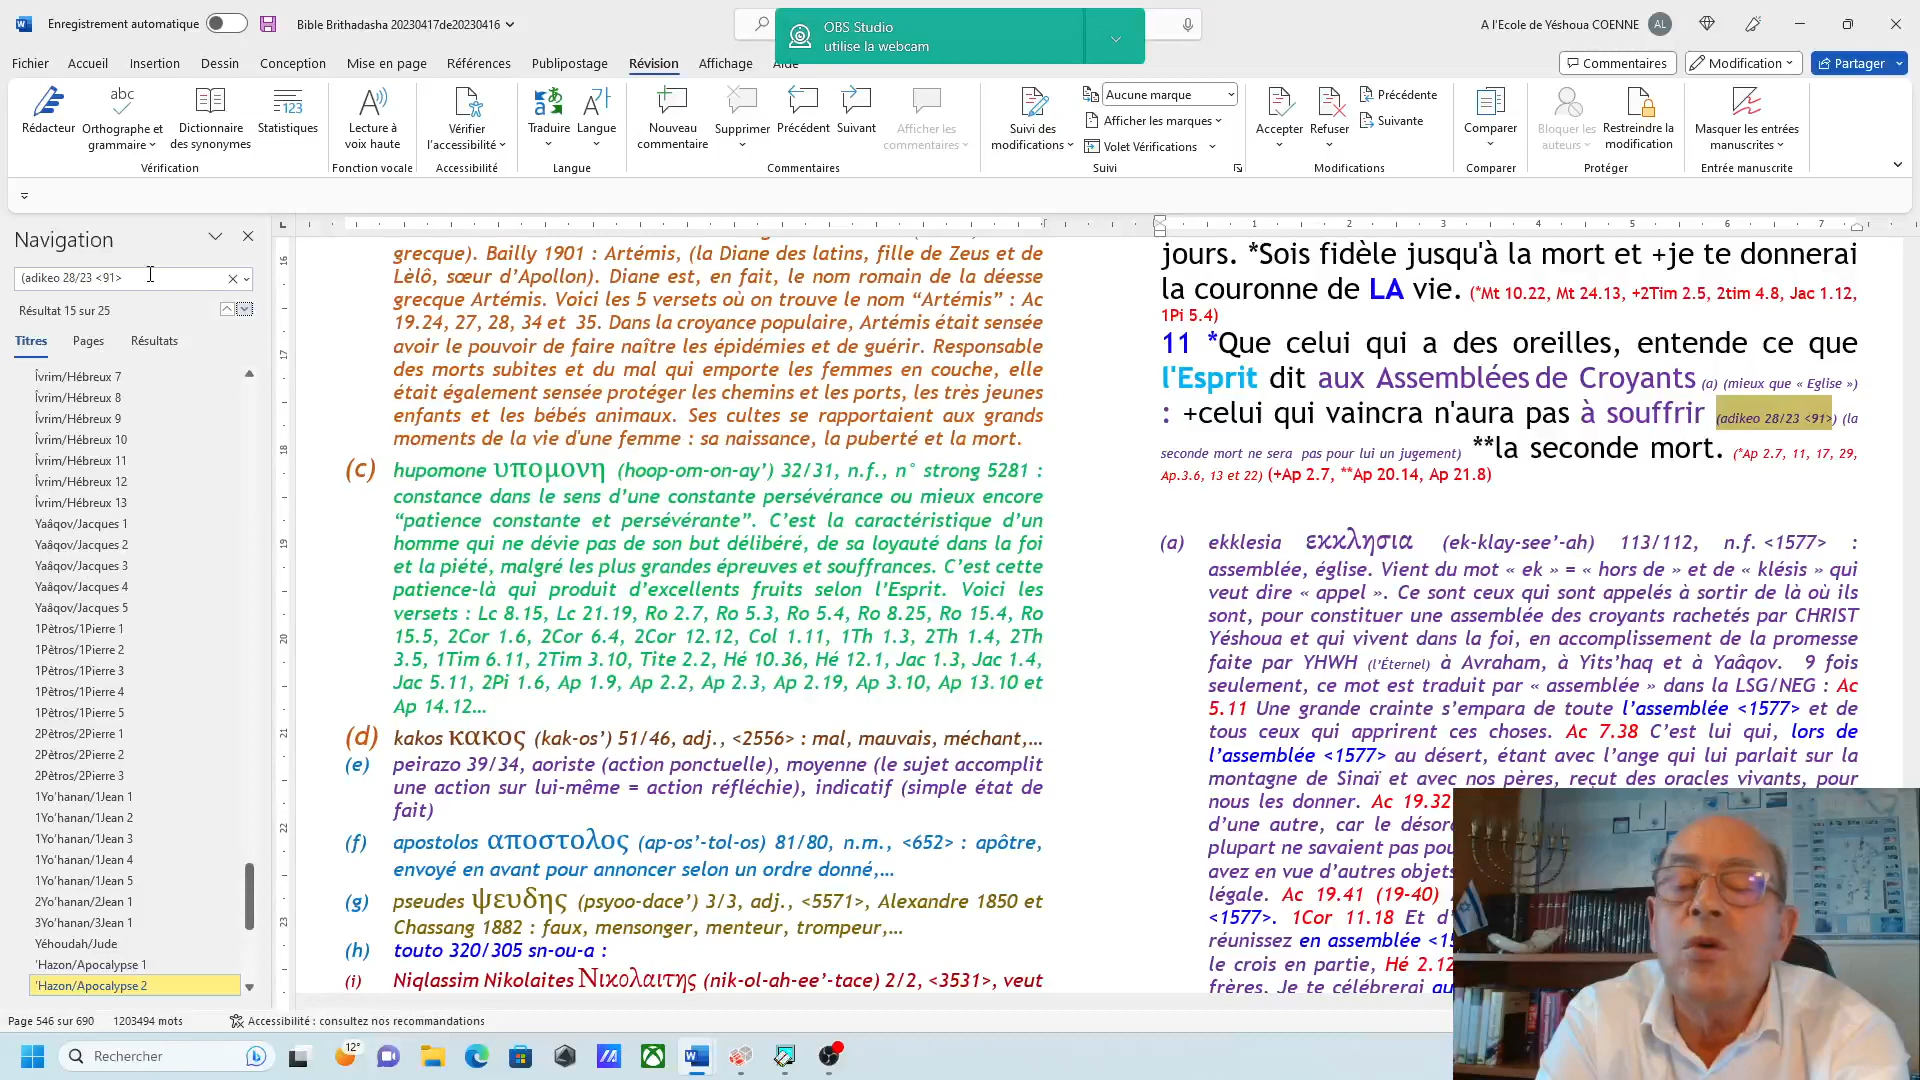 Enregistrement automatique
Bible Brithadasha 20230417de20230416
OBS Studio
utilise la webcam
A l'Ecole de Yéshoua COENNE
AL
Fichier Accueil Insertion Dessin Conception Mise en page Références Publipostage Révision Affichage Aide
Commentaires Modification Partager
Rédacteur
Orthographe et
grammaire
Dictionnaire
des synonymes
Statistiques
Lecture à
voix haute
Vérifier
l'accessibilité
Traduire
Langue
Nouveau
commentaire
Supprimer
Précédent
Suivant
Afficher les
commentaires
Suivi des
modifications
Aucune marque
Afficher les marques
Volet Vérifications
Accepter
Refuser
Précédente
Suivante
Comparer
Bloquer les
auteurs
Restreindre la
modification
Masquer les entrées
manuscrites
Vérification Fonction vocale Accessibilité Langue Commentaires Suivi Modifications Comparer Protéger Entrée manuscrite
Navigation
(adikeo 28/23 <91>
Résultat 15 sur 25
Titres Pages Résultats
Îvrim/Hébreux 7
Îvrim/Hébreux 8
Îvrim/Hébreux 9
Îvrim/Hébreux 10
Îvrim/Hébreux 11
Îvrim/Hébreux 12
Îvrim/Hébreux 13
Yaâqov/Jacques 1
Yaâqov/Jacques 2
Yaâqov/Jacques 3
Yaâqov/Jacques 4
Yaâqov/Jacques 5
1Pètros/1Pierre 1
1Pètros/1Pierre 2
1Pètros/1Pierre 3
1Pètros/1Pierre 4
1Pètros/1Pierre 5
2Pètros/2Pierre 1
2Pètros/2Pierre 2
2Pètros/2Pierre 3
1Yo'hanan/1Jean 1
1Yo'hanan/1Jean 2
1Yo'hanan/1Jean 3
1Yo'hanan/1Jean 4
1Yo'hanan/1Jean 5
2Yo'hanan/2Jean 1
3Yo'hanan/3Jean 1
Yéhoudah/Jude
'Hazon/Apocalypse 1
'Hazon/Apocalypse 2
grecque). Bailly 1901 : Artémis, (la Diane des latins, fille de Zeus et de
Lèlô, sœur d'Apollon). Diane est, en fait, le nom romain de la déesse
grecque Artémis. Voici les 5 versets où on trouve le nom "Artémis" : Ac
19.24, 27, 28, 34 et 35. Dans la croyance populaire, Artémis était sensée
avoir le pouvoir de faire naître les épidémies et de guérir. Responsable
des morts subites et du mal qui emporte les femmes en couche, elle
était également sensée protéger les chemins et les ports, les très jeunes
enfants et les bébés animaux. Ses cultes se rapportaient aux grands
moments de la vie d'une femme : sa naissance, la puberté et la mort.
(c) hupomone υπομονη (hoop-om-on-ay') 32/31, n.f., n° strong 5281 :
constance dans le sens d'une constante persévérance ou mieux encore
"patience constante et persévérante". C'est la caractéristique d'un
homme qui ne dévie pas de son but délibéré, de sa loyauté dans la foi
et la piété, malgré les plus grandes épreuves et souffrances. C'est cette
patience-là qui produit d'excellents fruits selon l'Esprit. Voici les
versets : Lc 8.15, Lc 21.19, Ro 2.7, Ro 5.3, Ro 5.4, Ro 8.25, Ro 15.4, Ro
15.5, 2Cor 1.6, 2Cor 6.4, 2Cor 12.12, Col 1.11, 1Th 1.3, 2Th 1.4, 2Th
3.5, 1Tim 6.11, 2Tim 3.10, Tite 2.2, Hé 10.36, Hé 12.1, Jac 1.3, Jac 1.4,
Jac 5.11, 2Pi 1.6, Ap 1.9, Ap 2.2, Ap 2.3, Ap 2.19, Ap 3.10, Ap 13.10 et
Ap 14.12…
(d) kakos κακος (kak-os') 51/46, adj., <2556> : mal, mauvais, méchant,…
(e) peirazo 39/34, aoriste (action ponctuelle), moyenne (le sujet accomplit
une action sur lui-même = action réfléchie), indicatif (simple état de
fait)
(f) apostolos αποστολος (ap-os'-tol-os) 81/80, n.m., <652> : apôtre,
envoyé en avant pour annoncer selon un ordre donné,…
(g) pseudes ψευδης (psyoo-dace') 3/3, adj., <5571>, Alexandre 1850 et
Chassang 1882 : faux, mensonger, menteur, trompeur,…
(h) touto 320/305 sn-ou-a :
(i) Niqlassim Nikolaites Νικολαιτης (nik-ol-ah-ee'-tace) 2/2, <3531>, veut
jours. *Sois fidèle jusqu'à la mort et +je te donnerai
la couronne de LA vie. (*Mt 10.22, Mt 24.13, +2Tim 2.5, 2tim 4.8, Jac 1.12,
1Pi 5.4)
11 *Que celui qui a des oreilles, entende ce que
l'Esprit dit aux Assemblées de Croyants (a) (mieux que « Eglise »)
: +celui qui vaincra n'aura pas à souffrir (adikeo 28/23 <91>) (la
seconde mort ne sera pas pour lui un jugement) **la seconde mort. (*Ap 2.7, 11, 17, 29,
Ap.3.6, 13 et 22) (+Ap 2.7, **Ap 20.14, Ap 21.8)
(a) ekklesia εκκλησια (ek-klay-see'-ah) 113/112, n.f. <1577> :
assemblée, église. Vient du mot « ek » = « hors de » et de « klésis » qui
veut dire « appel ». Ce sont ceux qui sont appelés à sortir de là où ils
sont, pour constituer une assemblée des croyants rachetés par CHRIST
Yéshoua et qui vivent dans la foi, en accomplissement de la promesse
faite par YHWH (l'Éternel) à Avraham, à Yits'haq et à Yaâqov. 9 fois
seulement, ce mot est traduit par « assemblée » dans la LSG/NEG : Ac
5.11 Une grande crainte s'empara de toute l'assemblée <1577> et de
tous ceux qui apprirent ces choses. Ac 7.38 C'est lui qui, lors de
l'assemblée <1577> au désert, étant avec l'ange qui lui parlait sur la
montagne de Sinaï et avec nos pères, reçut des oracles vivants, pour
nous les donner. Ac 19.32
d'une autre, car le désor
plupart ne savaient pas pou
avez en vue d'autres objets
légale. Ac 19.41 (19-40)
<1577>. 1Cor 11.18 Et d'
réunissez en assemblée <1
le crois en partie, Hé 2.12
frères. Je te célébrerai au
Page 546 sur 690 1203494 mots Accessibilité : consultez nos recommandations
Rechercher
12°